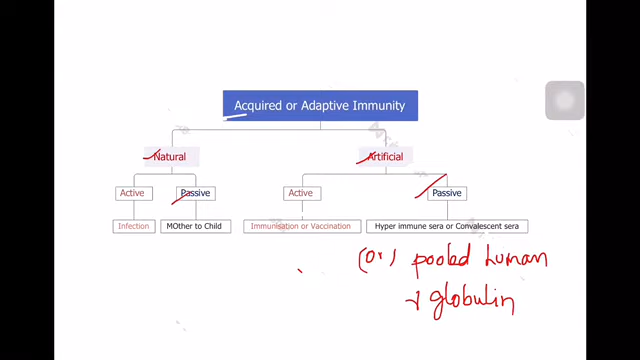 Acquired or Adaptive Immunity
Natural Artificial
Active Passive Active Passive
Infection MOther to Child Immunisation or Vaccination Hyper immune sera or Convalescent sera
(Or) pooled human
γ globulin